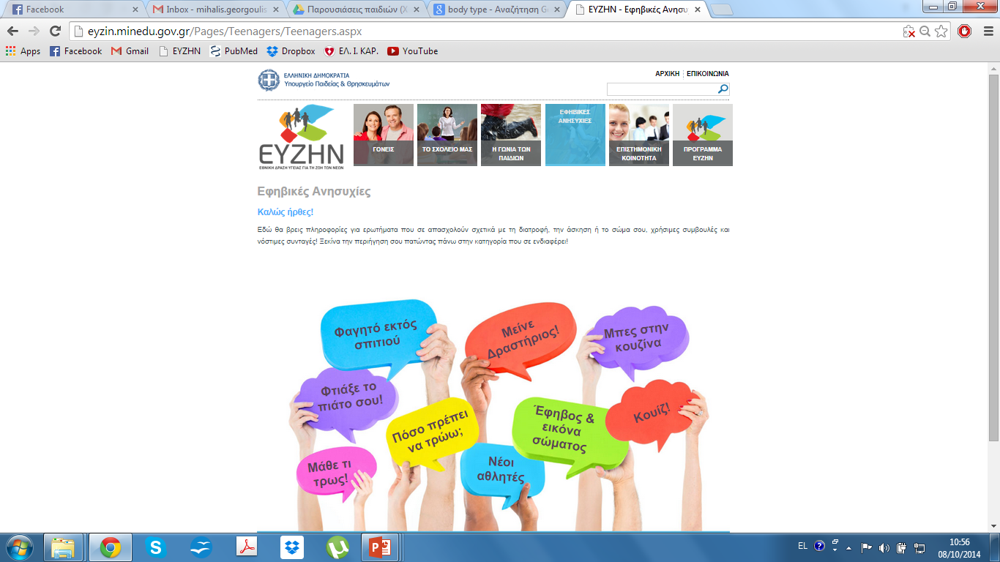 Facebook
Inbox - mihalis.georgoulis
Παρουσιάσεις παιδιών (Χ
body type - Αναζήτηση G
ΕΥΖΗΝ - Εφηβικές Ανησυ
eyzin.minedu.gov.gr/Pages/Teenagers/Teenagers.aspx
Apps Facebook Gmail ΕΥΖΗΝ PubMed Dropbox ΕΛ. Ι. ΚΑΡ. YouTube
ΕΛΛΗΝΙΚΗ ΔΗΜΟΚΡΑΤΙΑ
Υπουργείο Παιδείας & Θρησκευμάτων
ΑΡΧΙΚΗ ΕΠΙΚΟΙΝΩΝΙΑ
ΕΥΖΗΝ
ΕΘΝΙΚΗ ΔΡΑΣΗ ΥΓΕΙΑΣ ΓΙΑ ΤΗ ΖΩΗ ΤΩΝ ΝΕΩΝ
ΓΟΝΕΙΣ
ΤΟ ΣΧΟΛΕΙΟ ΜΑΣ
Η ΓΩΝΙΑ ΤΩΝ
ΠΑΙΔΙΩΝ
ΕΦΗΒΙΚΕΣ
ΑΝΗΣΥΧΙΕΣ
ΕΠΙΣΤΗΜΟΝΙΚΗ
ΚΟΙΝΟΤΗΤΑ
ΠΡΟΓΡΑΜΜΑ
ΕΥΖΗΝ
Εφηβικές Ανησυχίες
Καλώς ήρθες!
Εδώ θα βρεις πληροφορίες για ερωτήματα που σε απασχολούν σχετικά με τη διατροφή, την άσκηση ή το σώμα σου, χρήσιμες συμβουλές και
νόστιμες συνταγές! Ξεκίνα την περιήγηση σου πατώντας πάνω στην κατηγορία που σε ενδιαφέρει!
Φαγητό εκτός
σπιτιού
Μείνε
Δραστήριος!
Μπες στην
κουζίνα
Φτιάξε το
πιάτο σου!
Πόσο πρέπει
να τρώω;
Έφηβος &
εικόνα
σώματος
Κουίζ!
Μάθε τι
τρως!
Νέοι
αθλητές
EL
10:56
08/10/2014